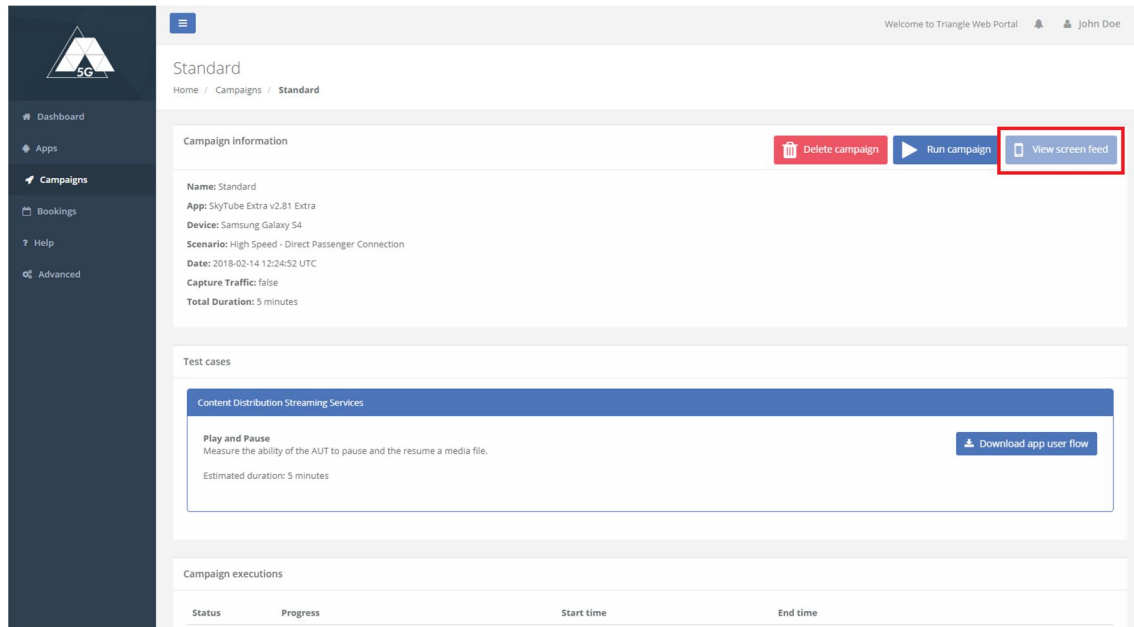 Welcome to Triangle Web Portal John Doe
5G
Standard
Home / Campaigns / Standard
Dashboard
Apps
Campaigns
Bookings
? Help
Advanced
Campaign information
Delete campaign
Run campaign
View screen feed
Name: Standard
App: SkyTube Extra v2.81 Extra
Device: Samsung Galaxy S4
Scenario: High Speed - Direct Passenger Connection
Date: 2018-02-14 12:24:52 UTC
Capture Traffic: false
Total Duration: 5 minutes
Test cases
Content Distribution Streaming Services
Play and Pause
Measure the ability of the AUT to pause and the resume a media file.
Download app user flow
Estimated duration: 5 minutes
Campaign executions
Status Progress Start time End time